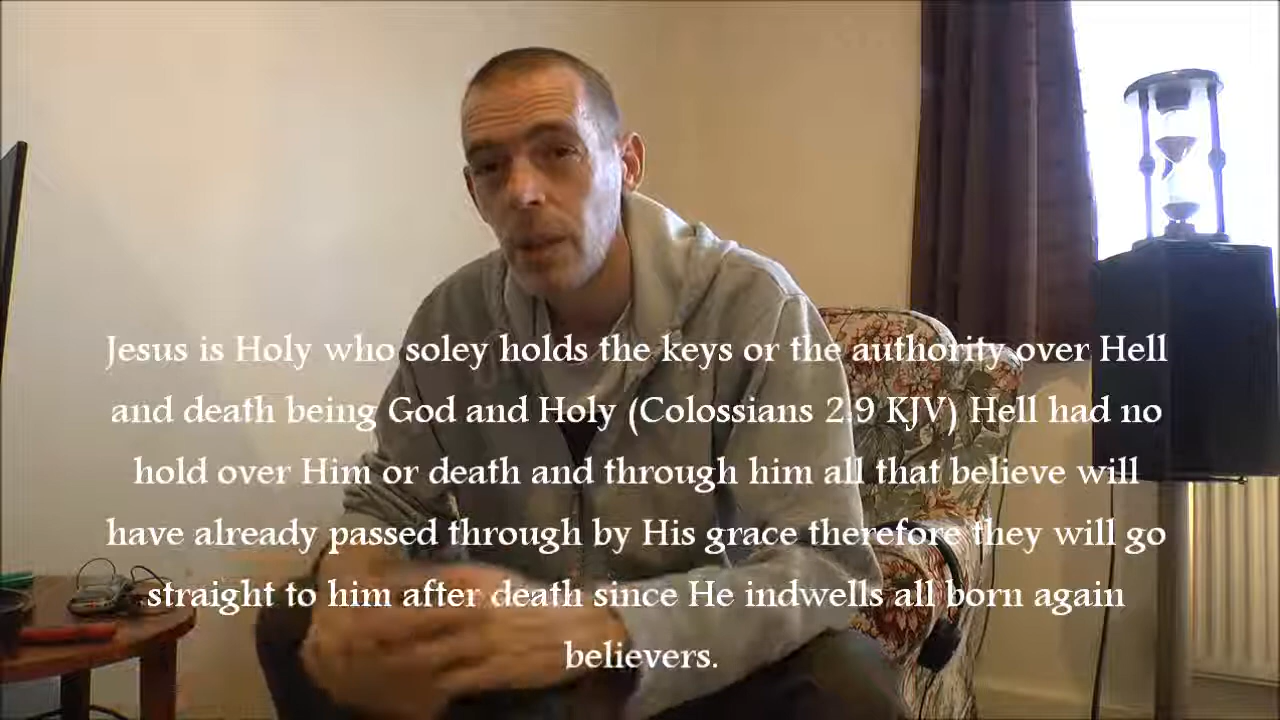 Jesus is Holy who soley holds the keys or the authority over Hell
and death being God and Holy (Colossians 2:9 KJV) Hell had no
hold over Him or death and through him all that believe will
have already passed through by His grace therefore they will go
straight to him after death since He indwells all born again
believers.